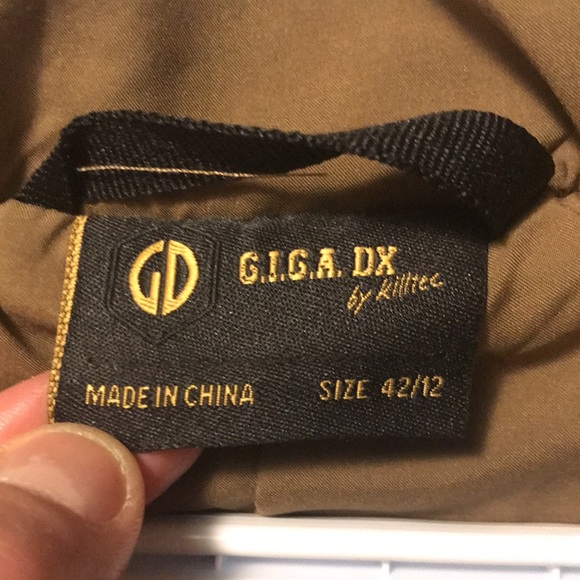 GD
G.I.G.A. DX
by killtec
MADE IN CHINA
SIZE 42/12